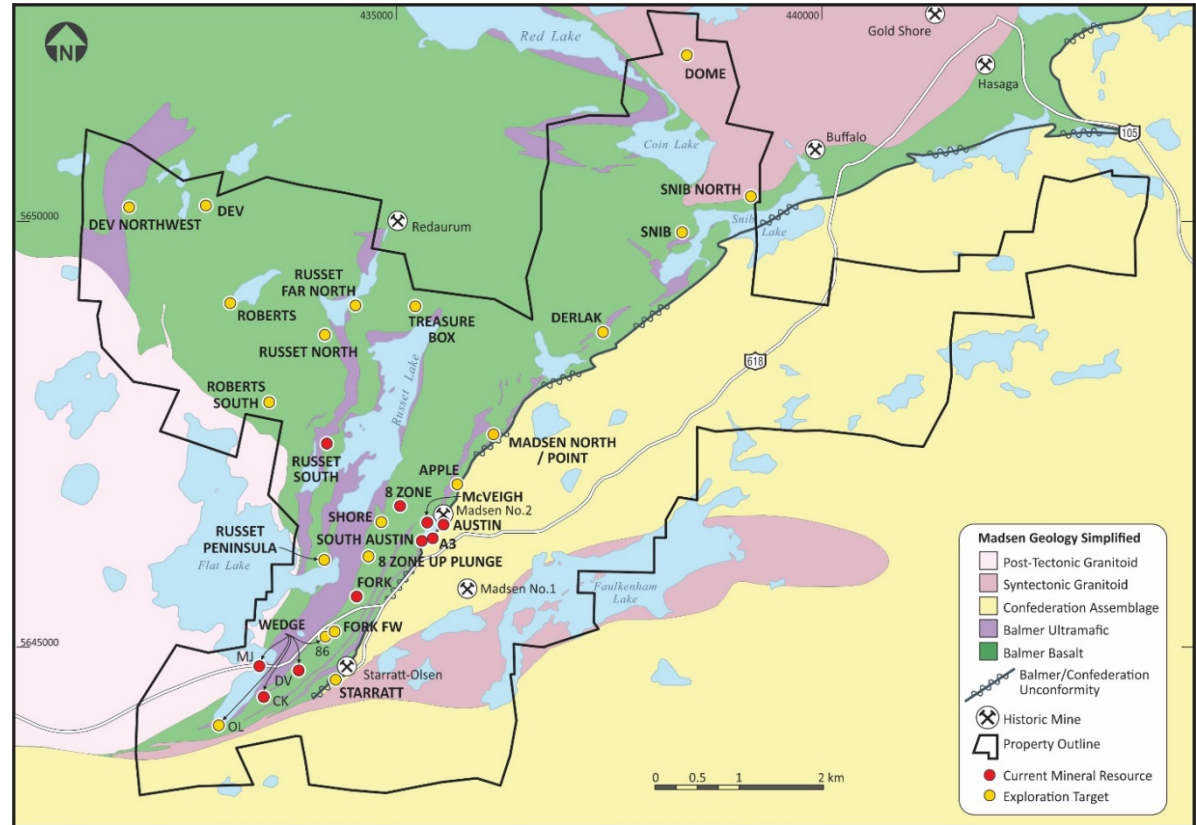 435000
440000
N
Red Lake
Gold Shore
DOME
Hasaga
Buffalo
105
Coin Lake
SNIB NORTH
5650000
DEV NORTHWEST
DEV
Redaurum
SNIB
Snib
Lake
RUSSET
FAR NORTH
ROBERTS
TREASURE
BOX
DERLAK
RUSSET NORTH
618
Russet Lake
ROBERTS
SOUTH
MADSEN NORTH
/ POINT
RUSSET
SOUTH
APPLE
8 ZONE
McVEIGH
Madsen No.2
SHORE
AUSTIN
SOUTH AUSTIN
A3
RUSSET
PENINSULA
Flat Lake
8 ZONE UP PLUNGE
Madsen No.1
Faulkenham
Lake
FORK
WEDGE
FORK FW
86
5645000
MJ
DV
Starratt-Olsen
STARRATT
CK
OL
0 0.5 1 2 km
Madsen Geology Simplified
Post-Tectonic Granitoid
Syntectonic Granitoid
Confederation Assemblage
Balmer Ultramafic
Balmer Basalt
Balmer/Confederation
Unconformity
Historic Mine
Property Outline
Current Mineral Resource
Exploration Target